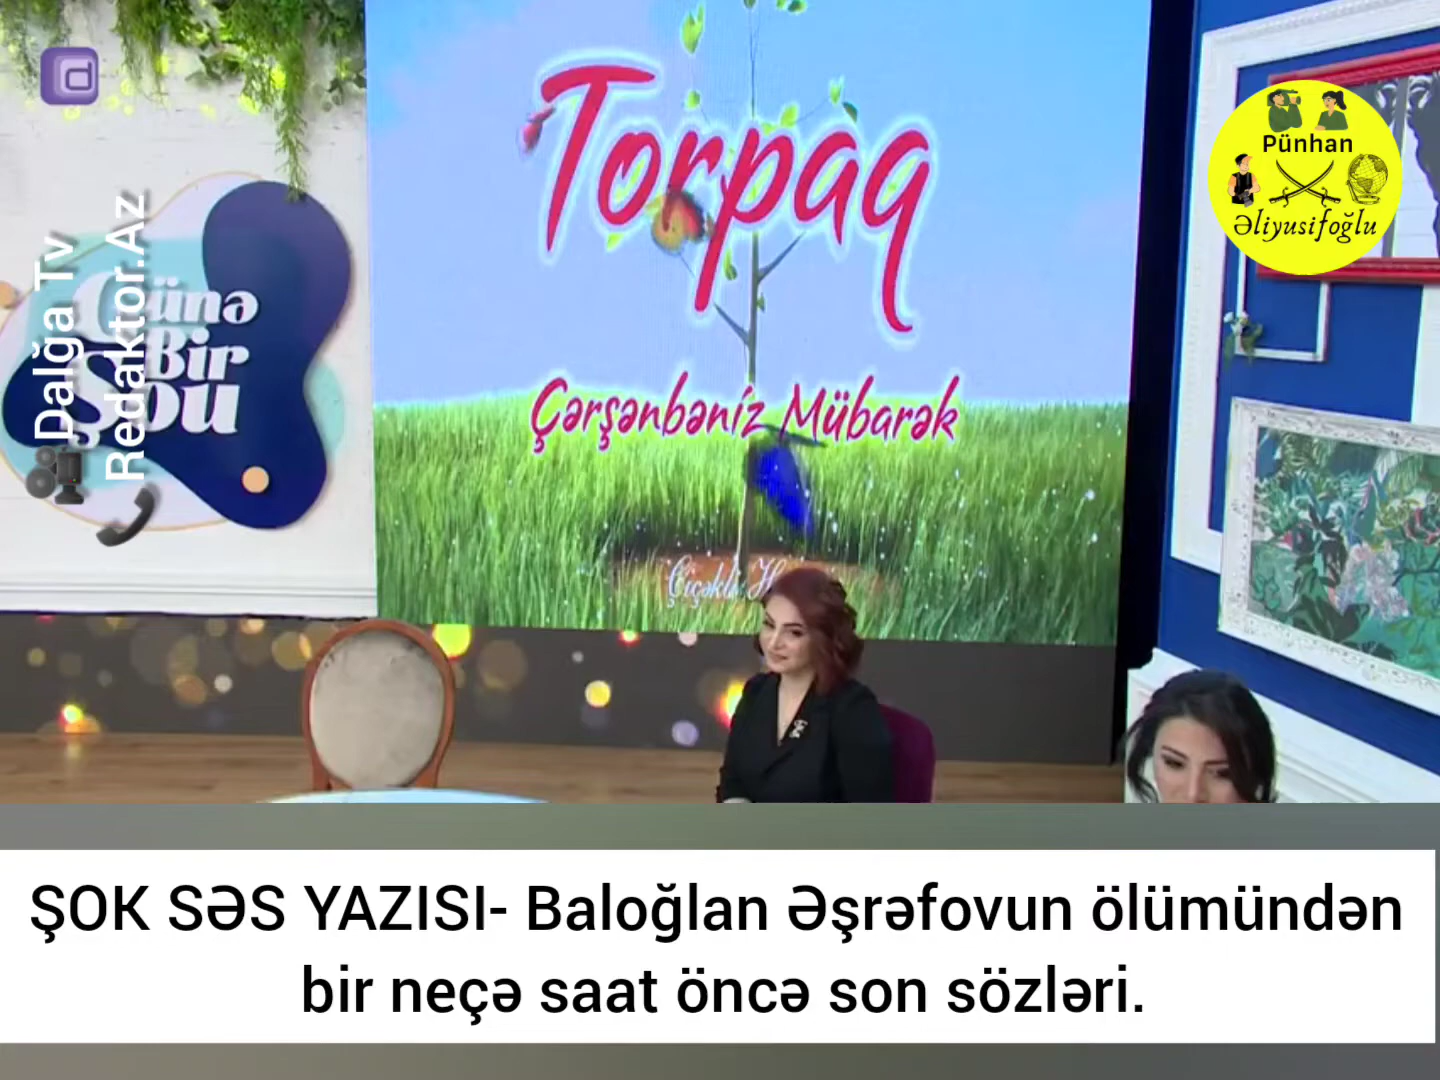 Torpaq
Çərşənbəniz Mübarək
Çiçəkli
Günə
Bir
Şou
Dalğa Tv
Redaktor.Az
d
Pünhan
Əliyusifoğlu
ŞOK SƏS YAZISI- Baloğlan Əşrəfovun ölümündən
bir neçə saat öncə son sözləri.